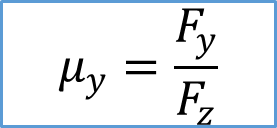 μ_y = F_y / F_z